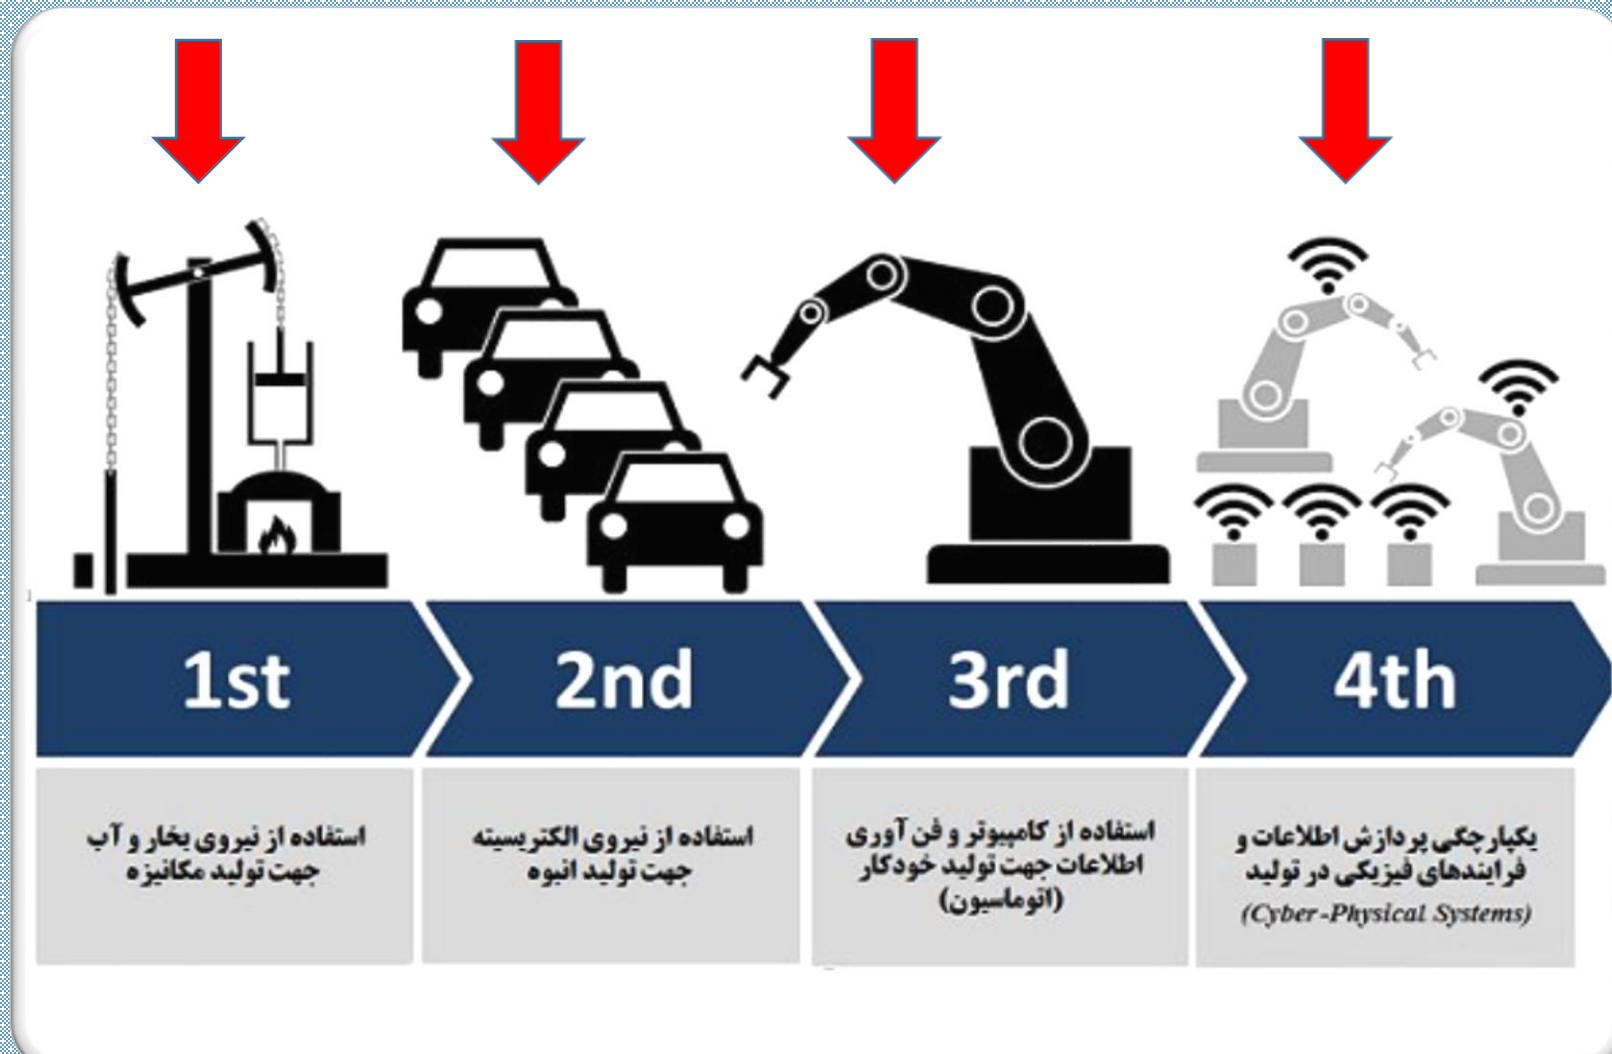 1st
2nd
3rd
4th
استفاده از نیروی بخار و آب
جهت تولید مکانیزه
استفاده از نیروی الکتریسیته
جهت تولید انبوه
استفاده از کامپیوتر و فن آوری
اطلاعات جهت تولید خودکار
(اتوماسیون)
یکپارچگی پردازش اطلاعات و
فرایندهای فیزیکی در تولید
(Cyber-Physical Systems)